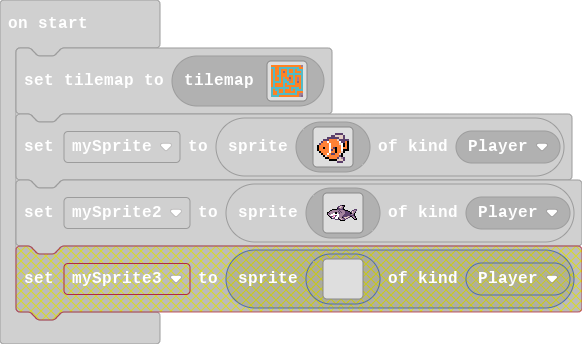 on start
set tilemap to tilemap
set mySprite to sprite of kind Player
set mySprite2 to sprite of kind Player
set mySprite3 to sprite of kind Player